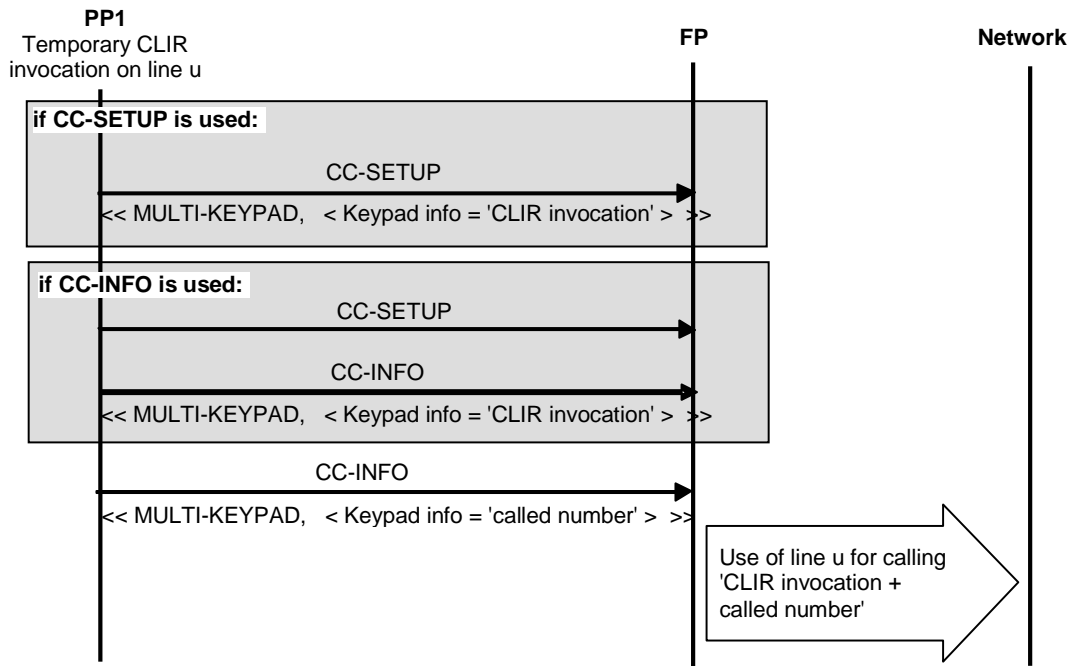 PP1
Temporary CLIR
invocation on line u
FP
Network
if CC-SETUP is used:
CC-SETUP
<< MULTI-KEYPAD, < Keypad info = 'CLIR invocation' > >>
if CC-INFO is used:
CC-SETUP
CC-INFO
<< MULTI-KEYPAD, < Keypad info = 'CLIR invocation' > >>
CC-INFO
<< MULTI-KEYPAD, < Keypad info = 'called number' > >>
Use of line u for calling
'CLIR invocation +
called number'